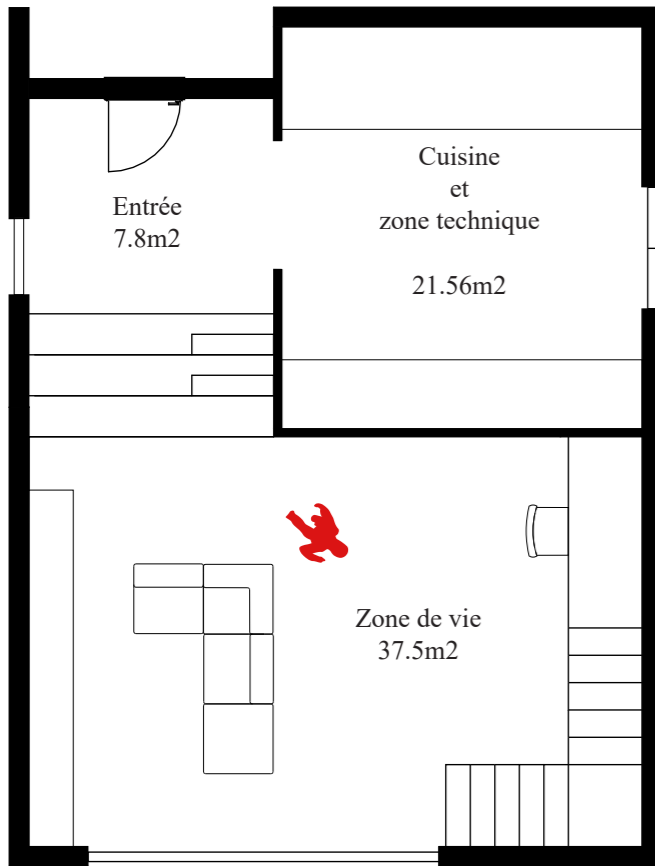 Entrée
7.8m2
Cuisine
et
zone technique
21.56m2
Zone de vie
37.5m2